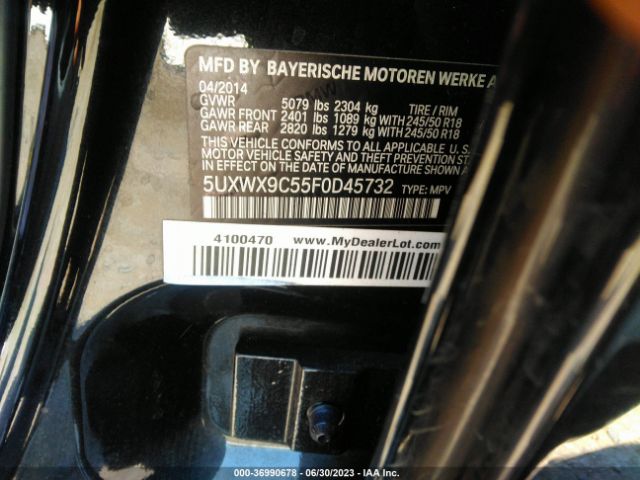 MFD BY BAYERISCHE MOTOREN WERKE A
04/2014
GVWR 5079 lbs 2304 kg TIRE / RIM
GAWR FRONT 2401 lbs 1089 kg WITH 245/50 R18
GAWR REAR 2820 lbs 1279 kg WITH 245/50 R18
THIS VEHICLE CONFORMS TO ALL APPLICABLE U. S.
MOTOR VEHICLE SAFETY FROM THEFT PREVENTION
IN EFFECT ON THE DATE OF MANUFACTURE SHOWN A
5UXWX9C55F0D45732 TYPE: MPV
4100470 www.MyDealerLot.com
000-36990678 / 06/30/2023 - IAA Inc.